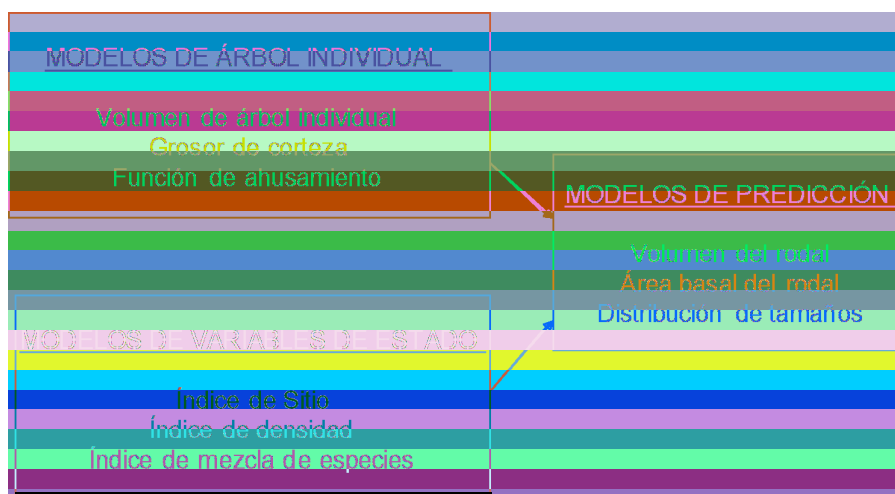 MODELOS DE ÁRBOL INDIVIDUAL
Volumen de árbol individual
Grosor de corteza
Función de ahusamiento
MODELOS DE PREDICCIÓN
Volumen del rodal
Área basal del rodal
Distribución de tamaños
MODELOS DE VARIABLES DE ESTADO
Índice de Sitio
Índice de densidad
Índice de mezcla de especies